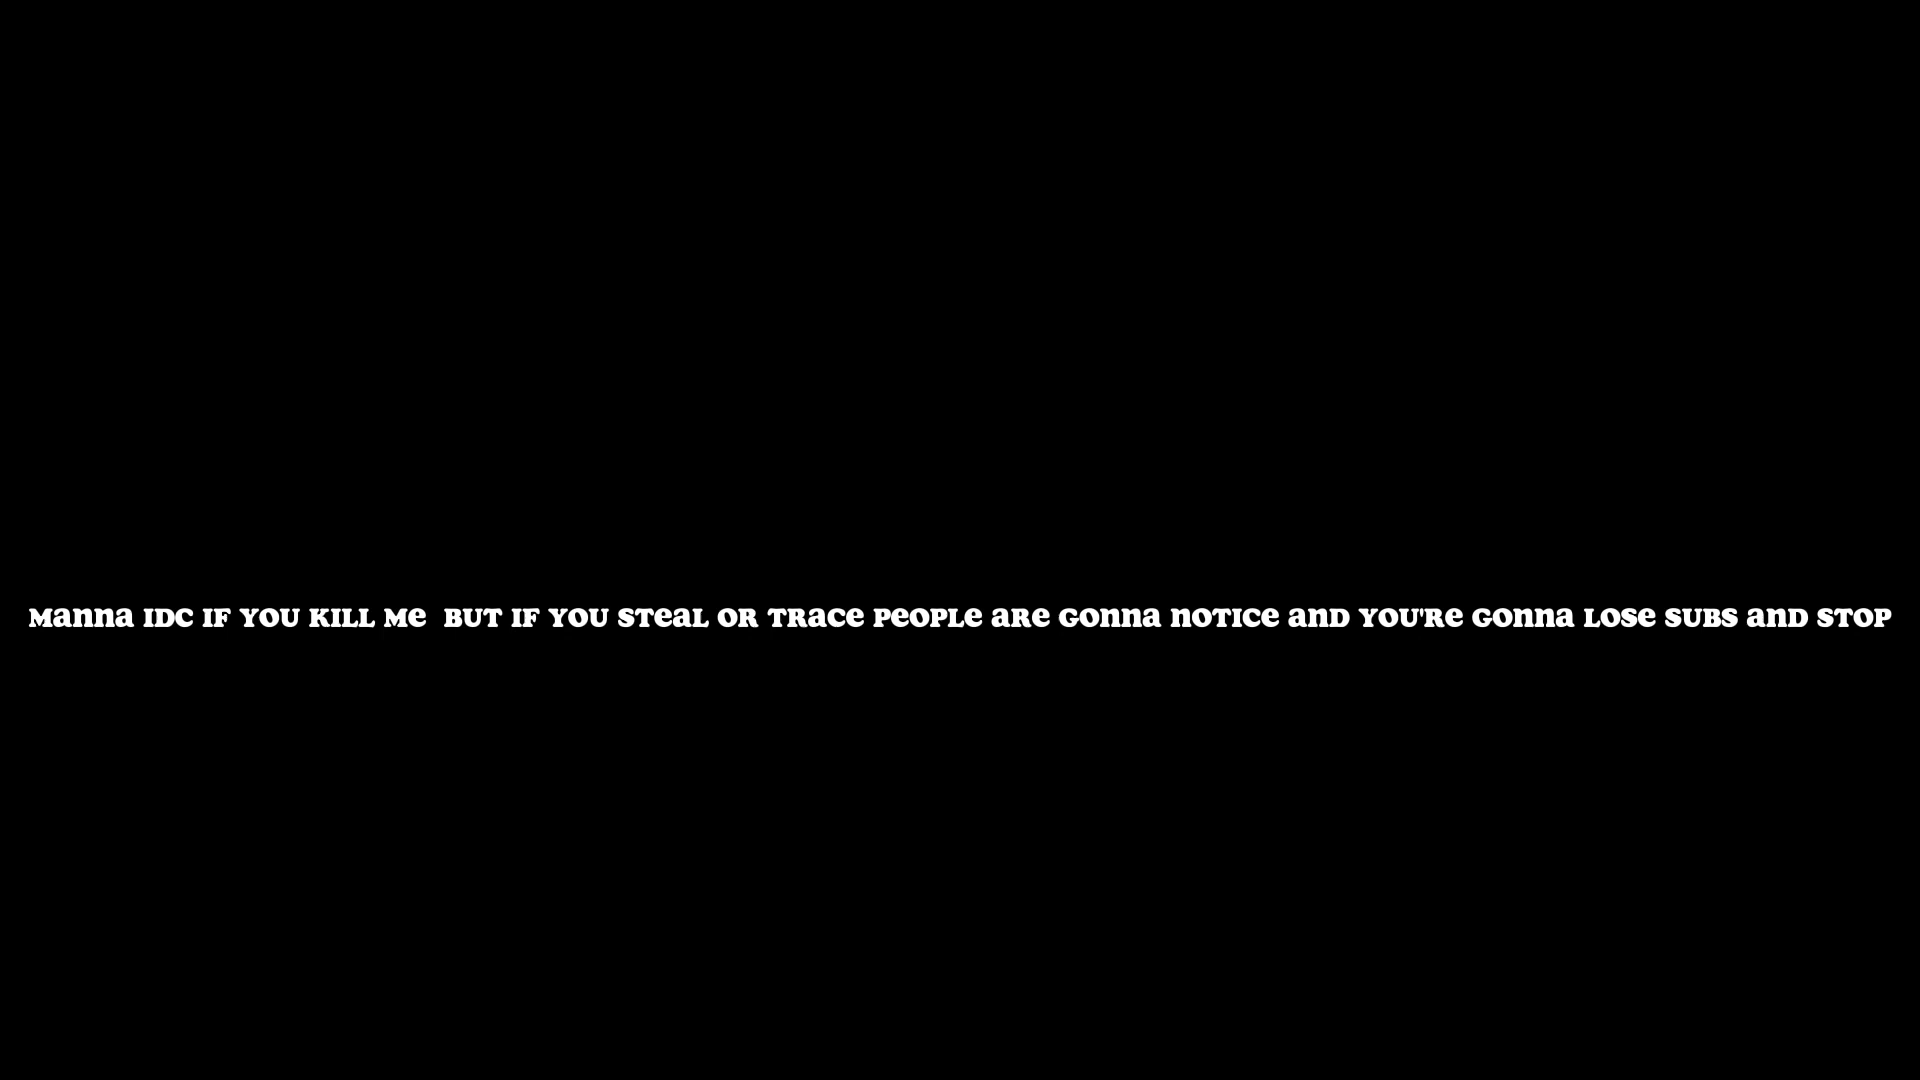 Manna IDC IF YOU KILL Me  BUT IF YOU STeaL OR TRace PeOPLe aRe GOnna nOTICe anD YOU'Re GOnna LOSe SUBS anD STOP